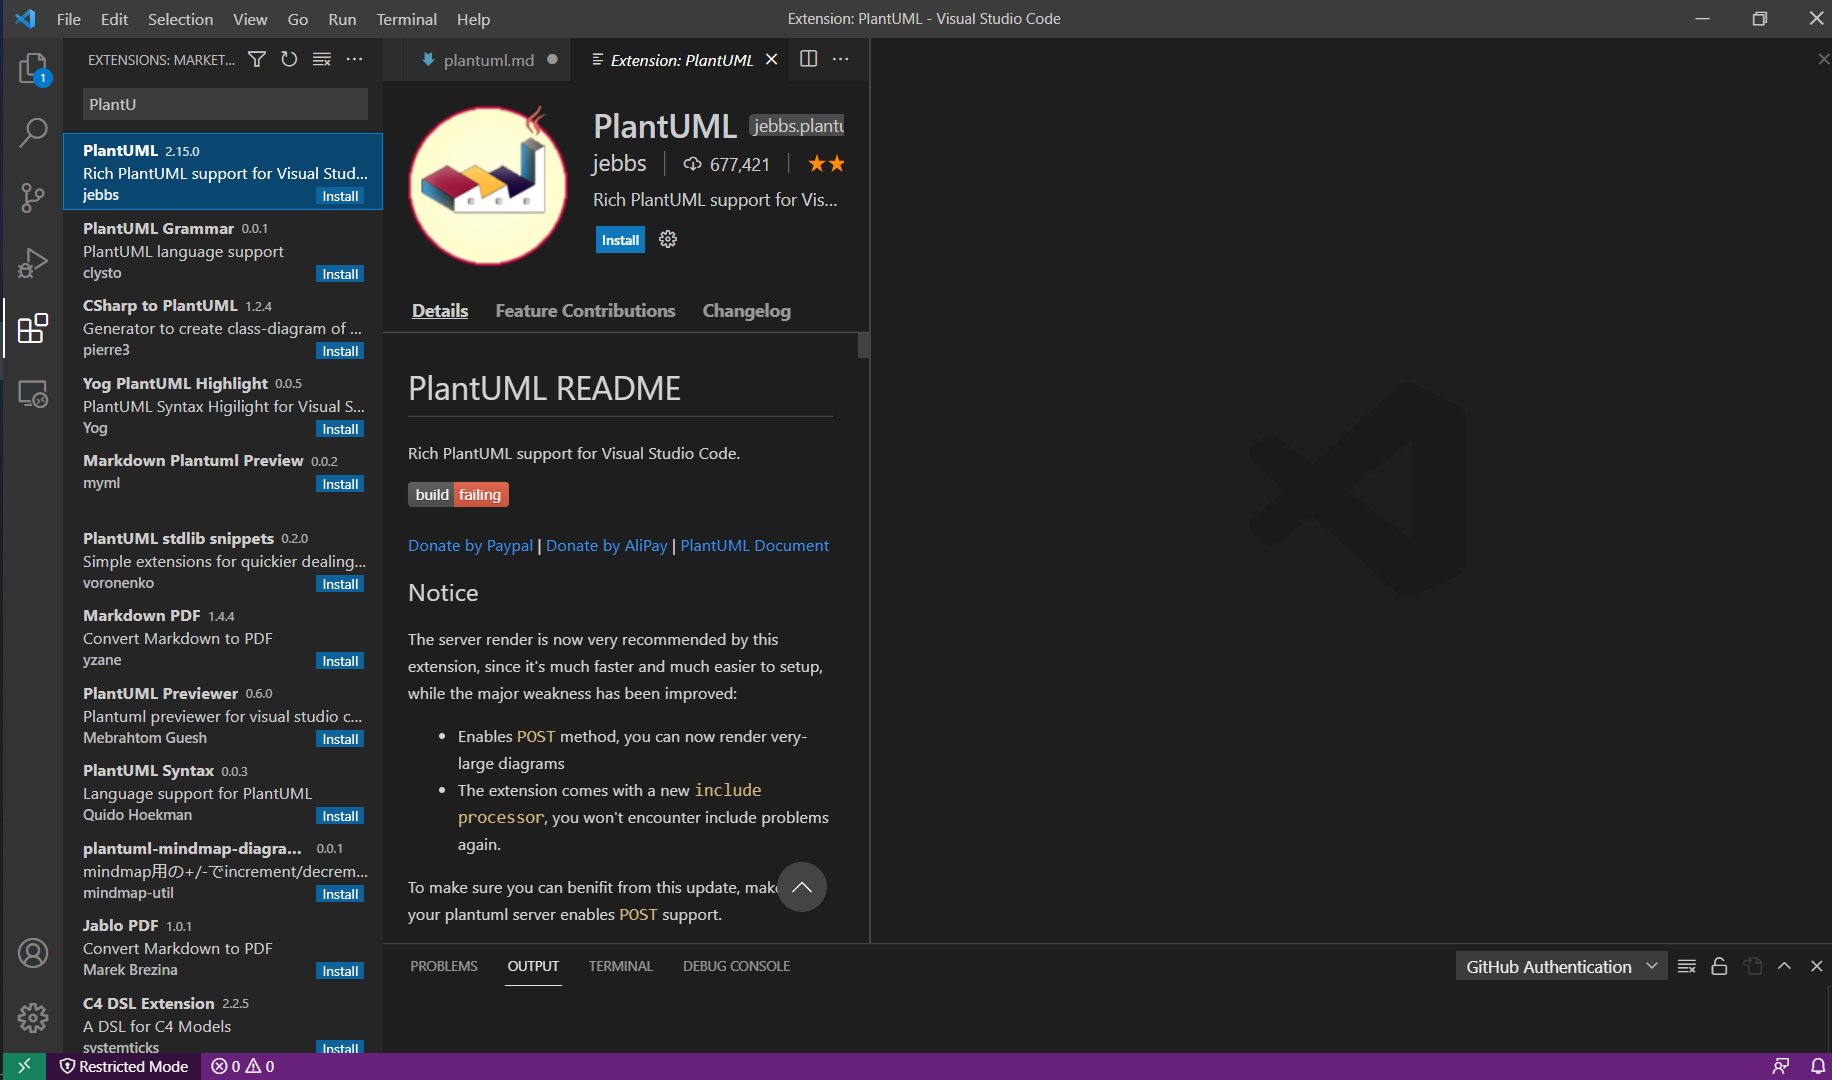 File Edit Selection View Go Run Terminal Help
Extension: PlantUML - Visual Studio Code
EXTENSIONS: MARKET...
1
PlantU
PlantUML 2.15.0
Rich PlantUML support for Visual Stud...
jebbs Install
PlantUML Grammar 0.0.1
PlantUML language support
clysto Install
CSharp to PlantUML 1.2.4
Generator to create class-diagram of ...
pierre3 Install
Yog PlantUML Highlight 0.0.5
PlantUML Syntax Higilight for Visual S...
Yog Install
Markdown Plantuml Preview 0.0.2
myml Install
PlantUML stdlib snippets 0.2.0
Simple extensions for quickier dealing...
voronenko Install
Markdown PDF 1.4.4
Convert Markdown to PDF
yzane Install
PlantUML Previewer 0.6.0
Plantuml previewer for visual studio c...
Mebrahtom Guesh Install
PlantUML Syntax 0.0.3
Language support for PlantUML
Quido Hoekman Install
plantuml-mindmap-diagra... 0.0.1
mindmap用の+/-でincrement/decrem...
mindmap-util Install
Jablo PDF 1.0.1
Convert Markdown to PDF
Marek Brezina Install
C4 DSL Extension 2.2.5
A DSL for C4 Models
systemticks Install
plantuml.md
Extension: PlantUML
PlantUML jebbs.plantu
jebbs 677,421
Rich PlantUML support for Vis...
Install
Details Feature Contributions Changelog
PlantUML README
Rich PlantUML support for Visual Studio Code.
build failing
Donate by Paypal | Donate by AliPay | PlantUML Document
Notice
The server render is now very recommended by this
extension, since it's much faster and much easier to setup,
while the major weakness has been improved:
• Enables POST method, you can now render very-
large diagrams
• The extension comes with a new include
processor, you won't encounter include problems
again.
To make sure you can benifit from this update, make
your plantuml server enables POST support.
PROBLEMS OUTPUT TERMINAL DEBUG CONSOLE
GitHub Authentication
Restricted Mode 0 0